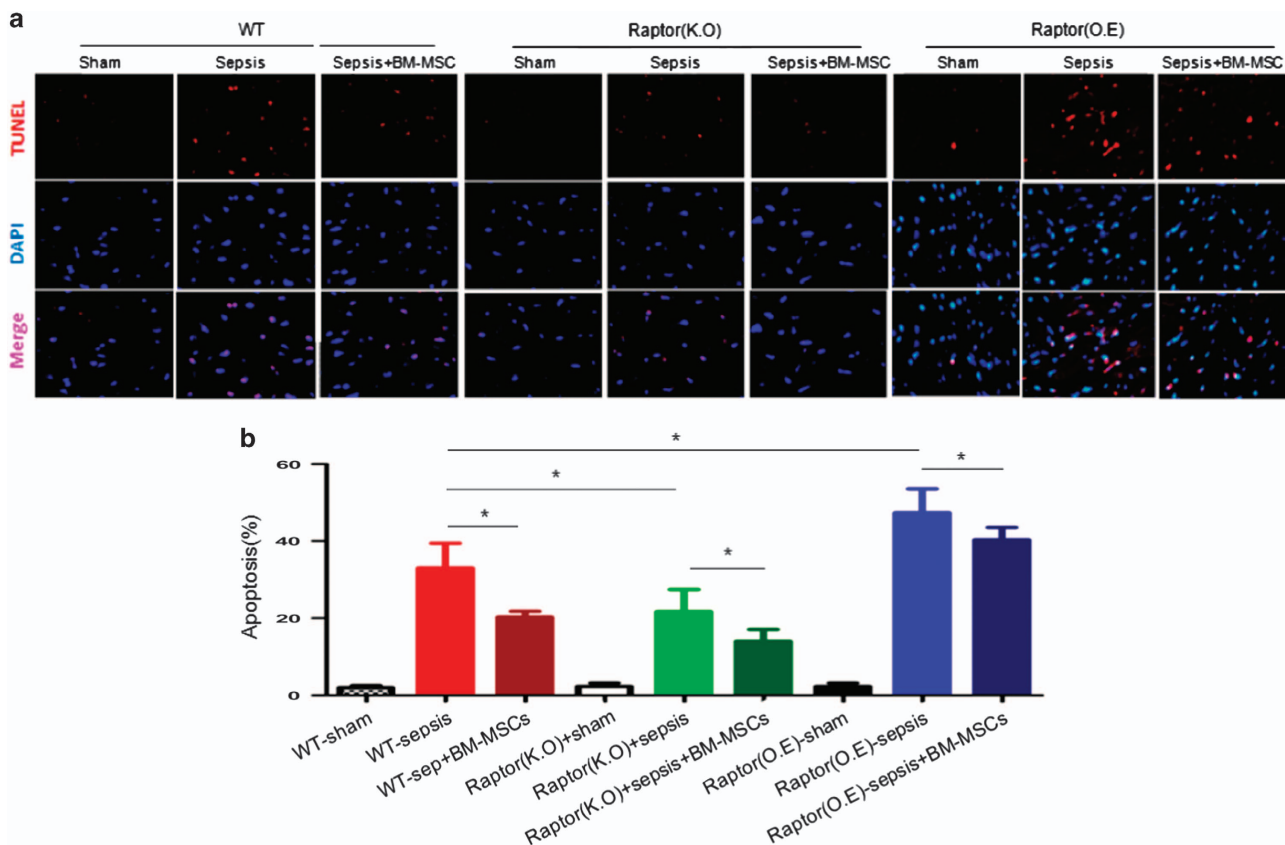 a
WT
Raptor(K.O)
Raptor(O.E)
Sham
Sepsis
Sepsis+BM-MSC
Sham
Sepsis
Sepsis+BM-MSC
Sham
Sepsis
Sepsis+BM-MSC
TUNEL
DAPI
Merge
b
*
*
*
*
*
60
40
20
0
Apoptosis(%)
WT-sham
WT-sepsis
WT-sep+BM-MSCs
Raptor(K.O)+sham
Raptor(K.O)+sepsis
Raptor(K.O)+sepsis+BM-MSCs
Raptor(O.E)-sham
Raptor(O.E)-sepsis
Raptor(O.E)-sepsis+BM-MSCs